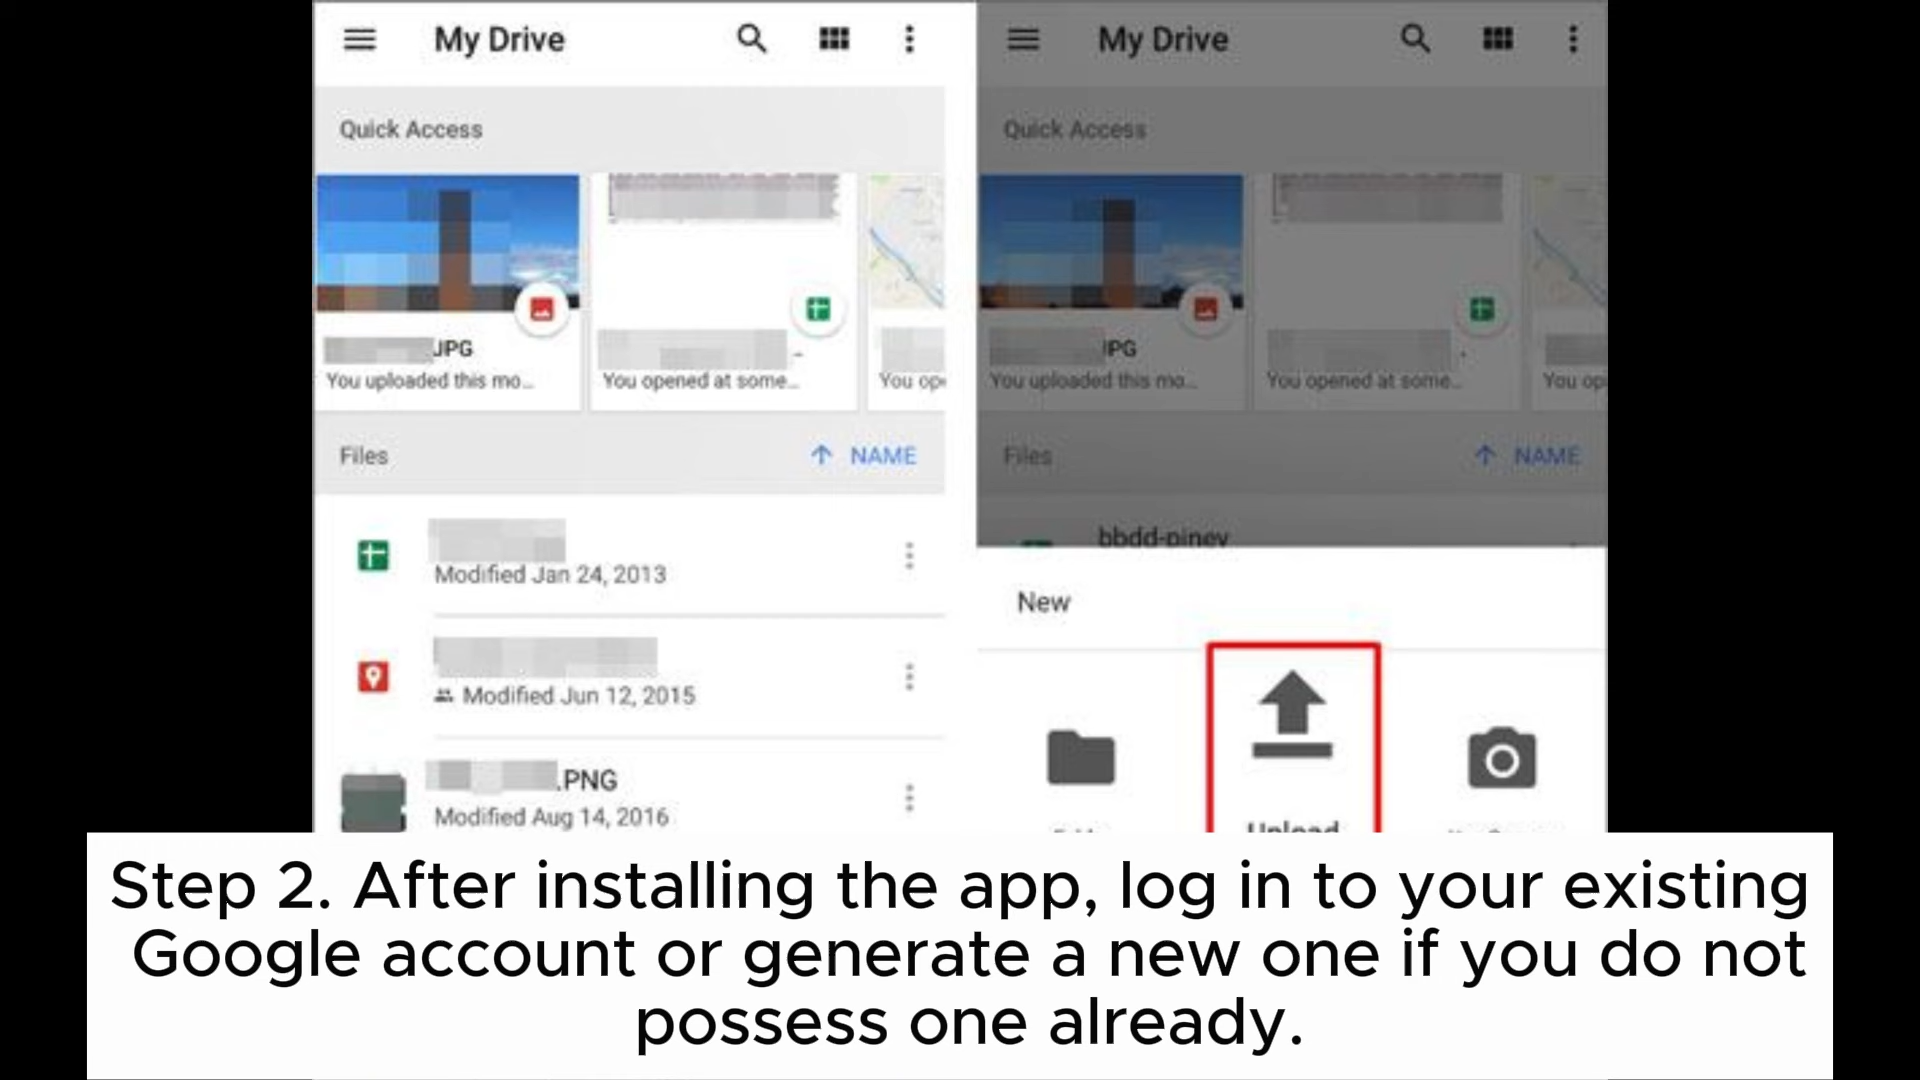 My Drive
Quick Access
JPG
You uploaded this mo...
You opened at some...
You op
Files
NAME
Modified Jan 24, 2013
Modified Jun 12, 2015
.PNG
Modified Aug 14, 2016
My Drive
Quick Access
JPG
You uploaded this mo...
You opened at some...
You op
Files
NAME
bbdd-piney
New
Upload
Step 2. After installing the app, log in to your existing
Google account or generate a new one if you do not
possess one already.